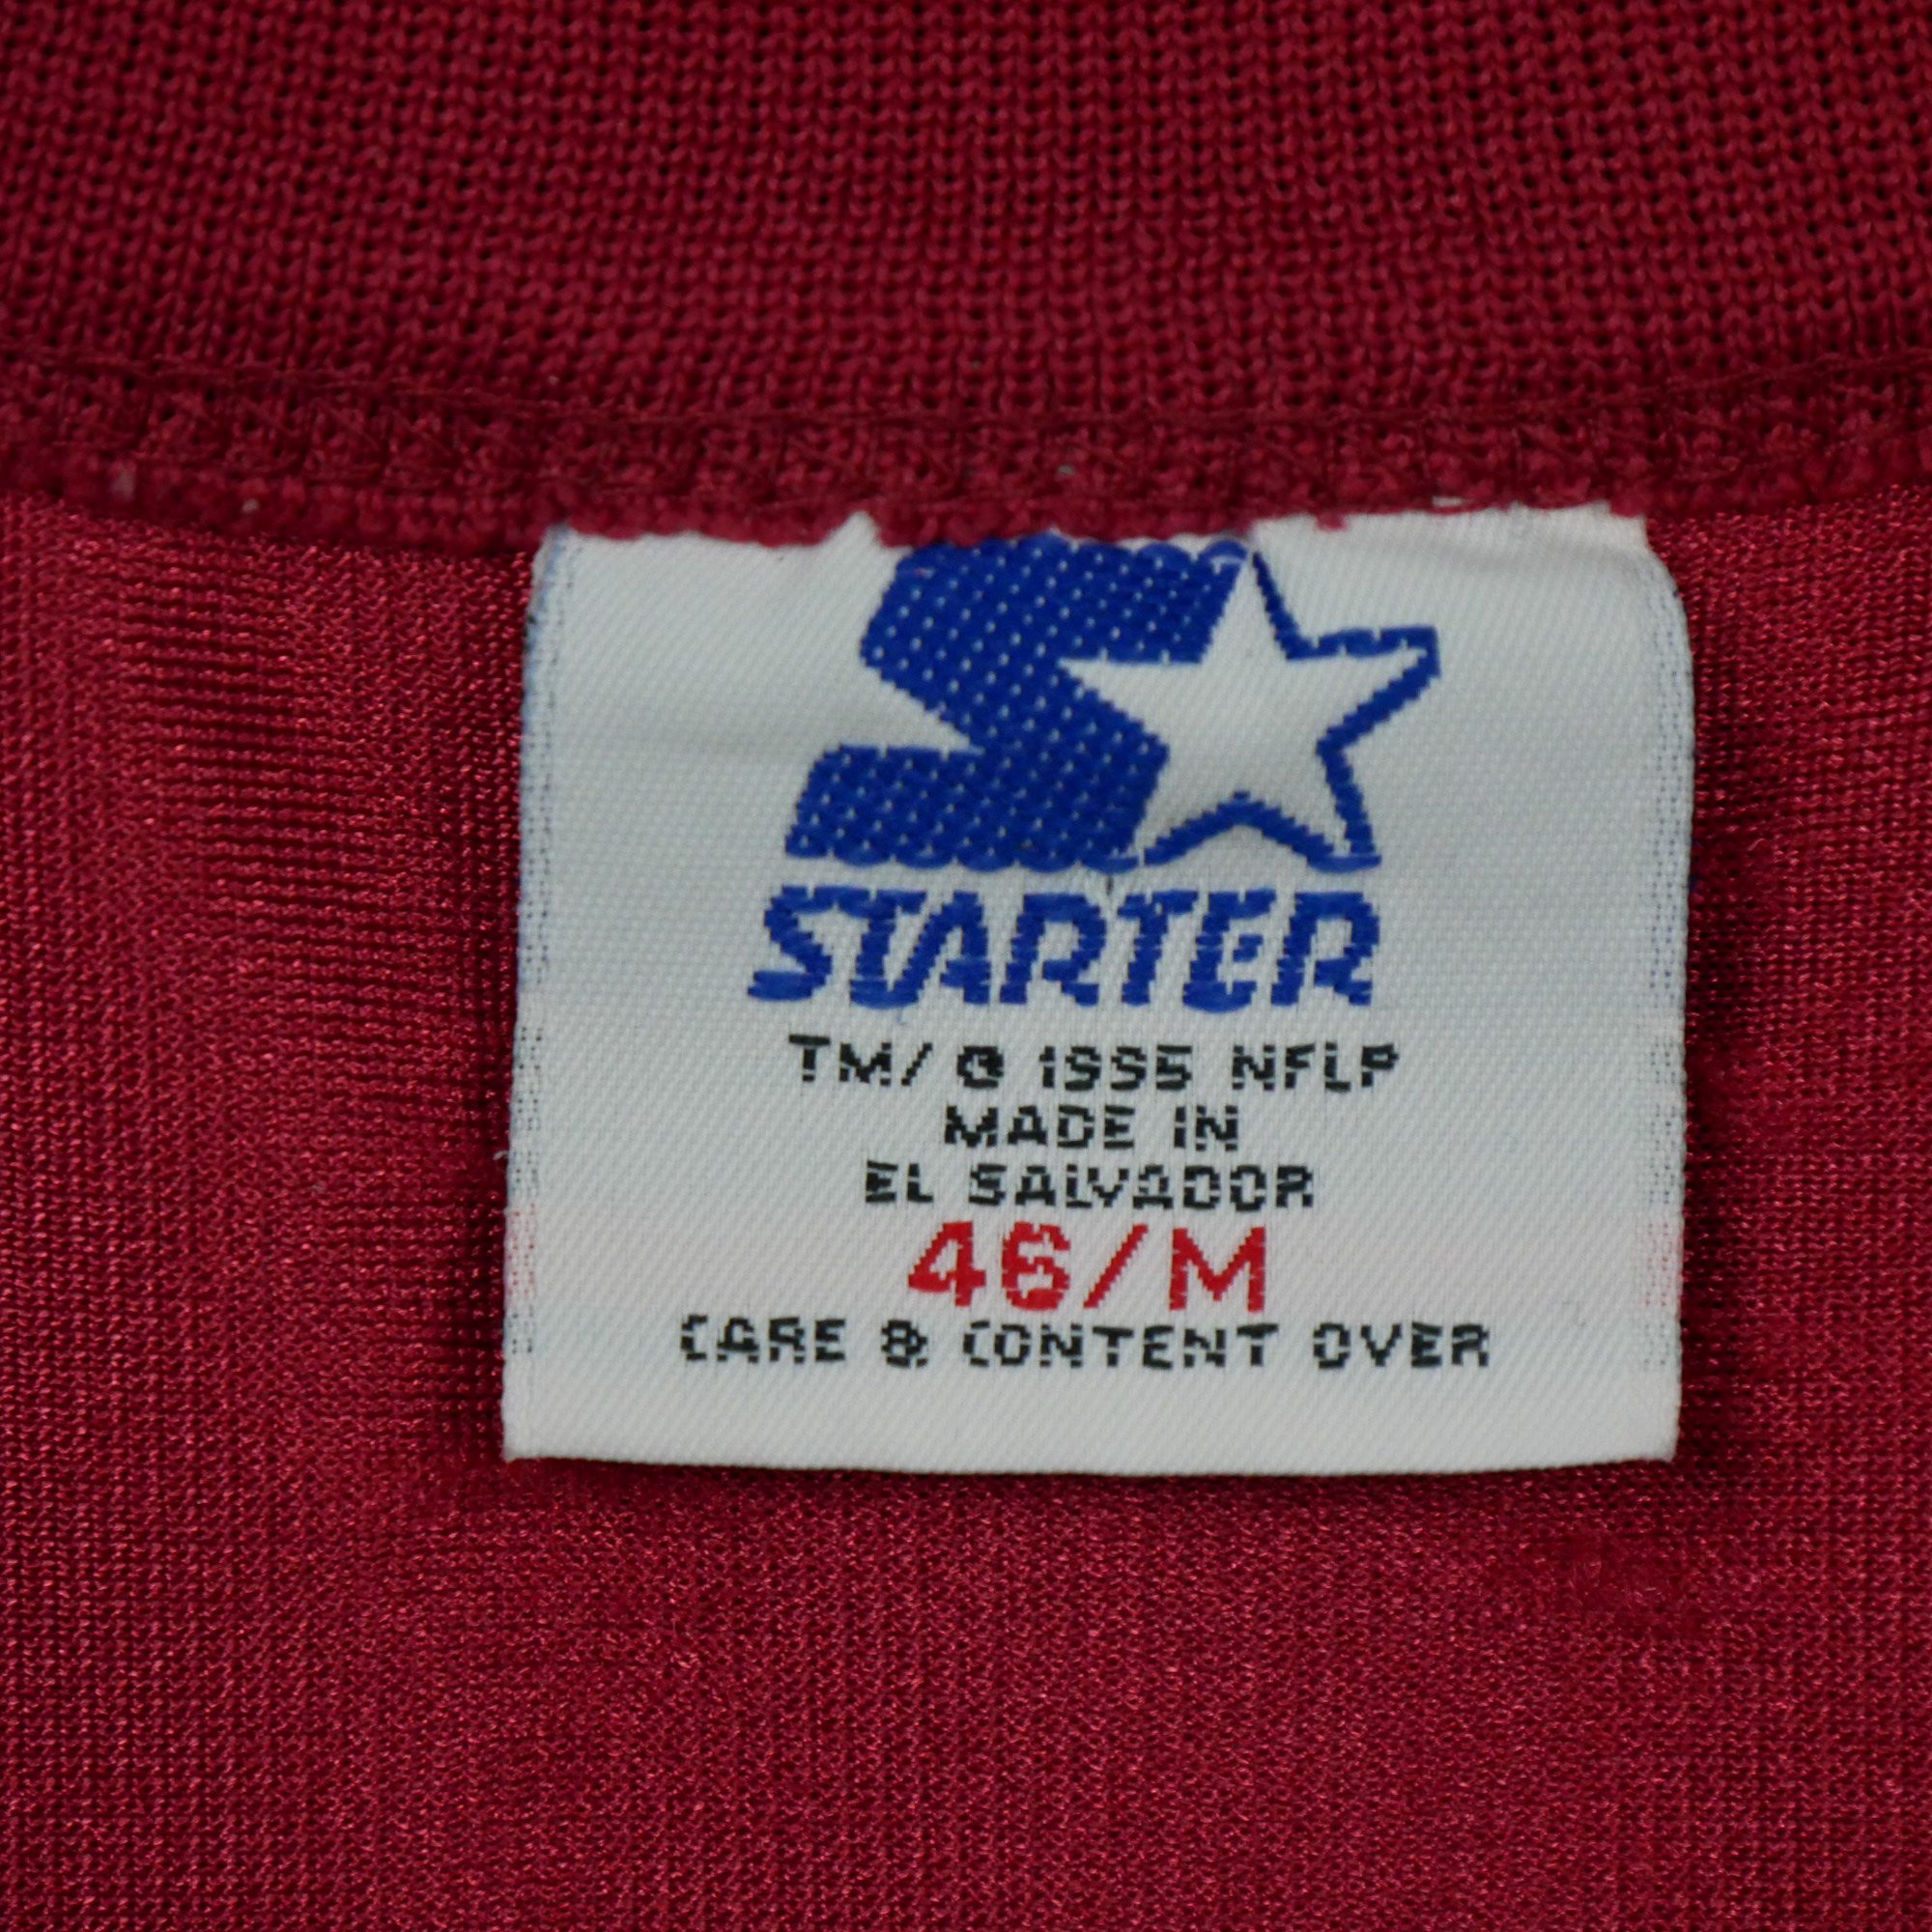 STARTER
TM/ © 1995 NFLP
MADE IN
EL SALVADOR
46/M
CARE & CONTENT OVER